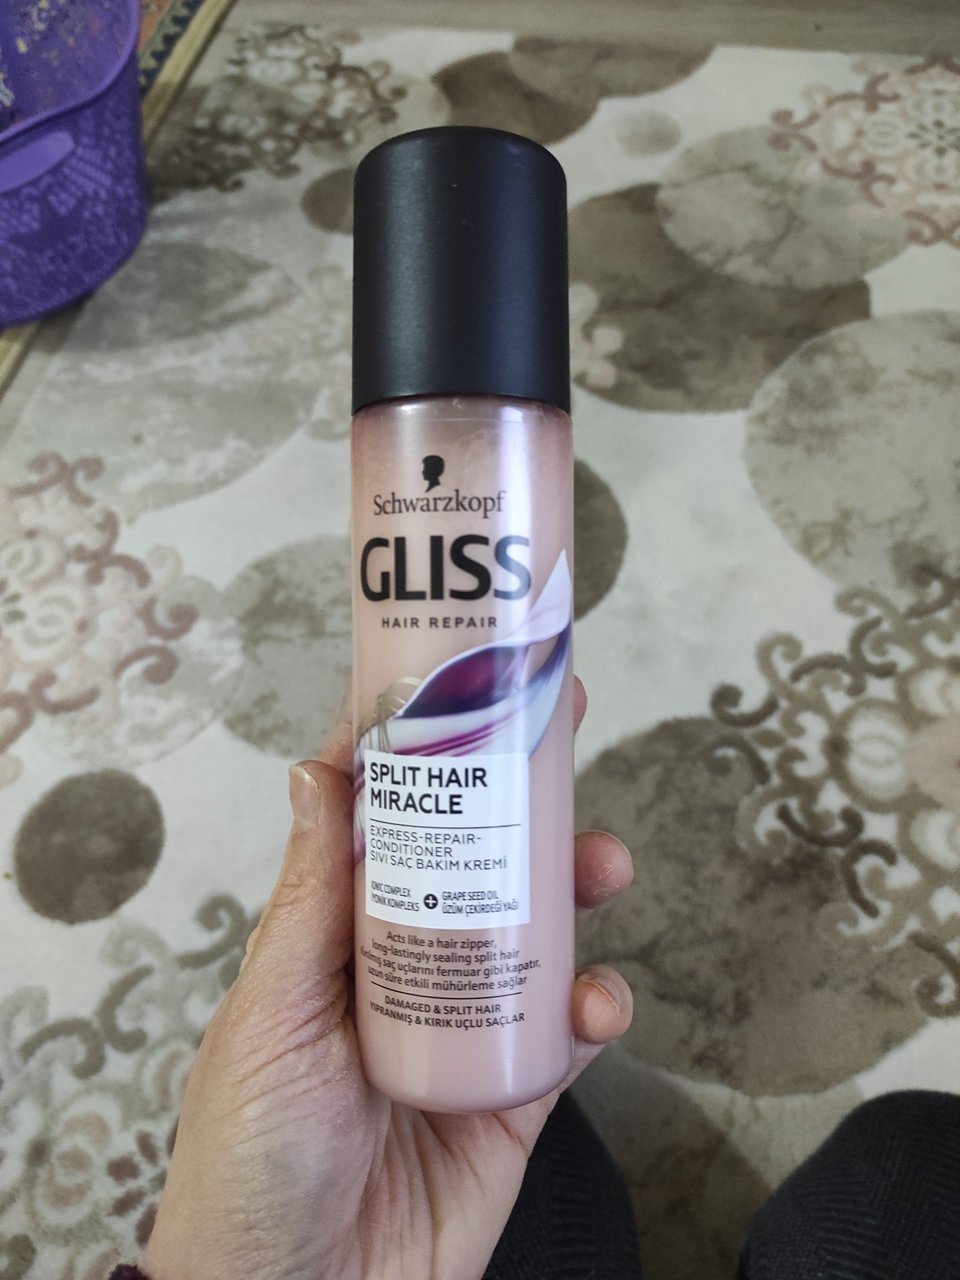 Schwarzkopf
GLISS
HAIR REPAIR
SPLIT HAIR
MIRACLE
EXPRESS-REPAIR-
CONDITIONER
SIVI SAÇ BAKIM KREMİ
IONIC COMPLEX
İYONİK KOMPLEKS
+
GRAPE SEED OIL
ÜZÜM ÇEKİRDEĞİ YAĞI
Acts like a hair zipper,
long-lastingly sealing split hair
Kırılmış saç uçlarını fermuar gibi kapatır,
uzun süre etkili mühürleme sağlar
DAMAGED & SPLIT HAIR
YIPRANMIŞ & KIRIK UÇLU SAÇLAR